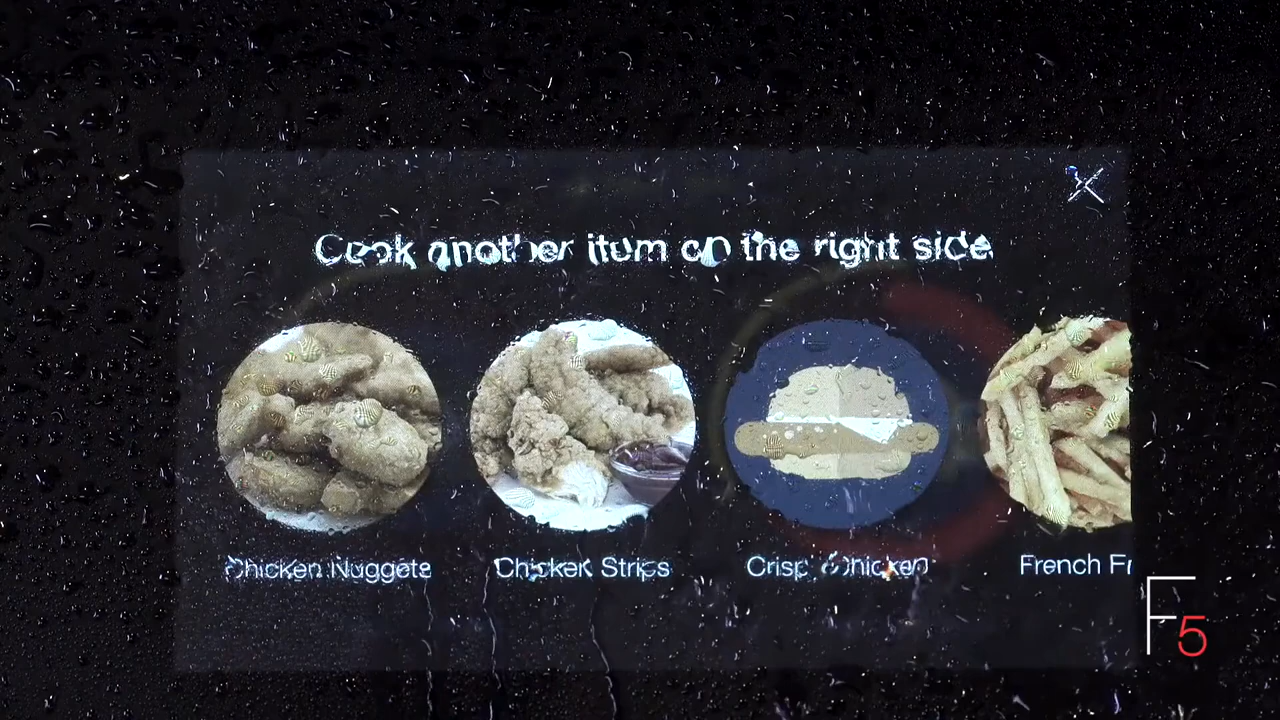 Cook another item on the right side
Chicken Nuggets
Chicken Strips
Crispy Chicken
French Fr
F5